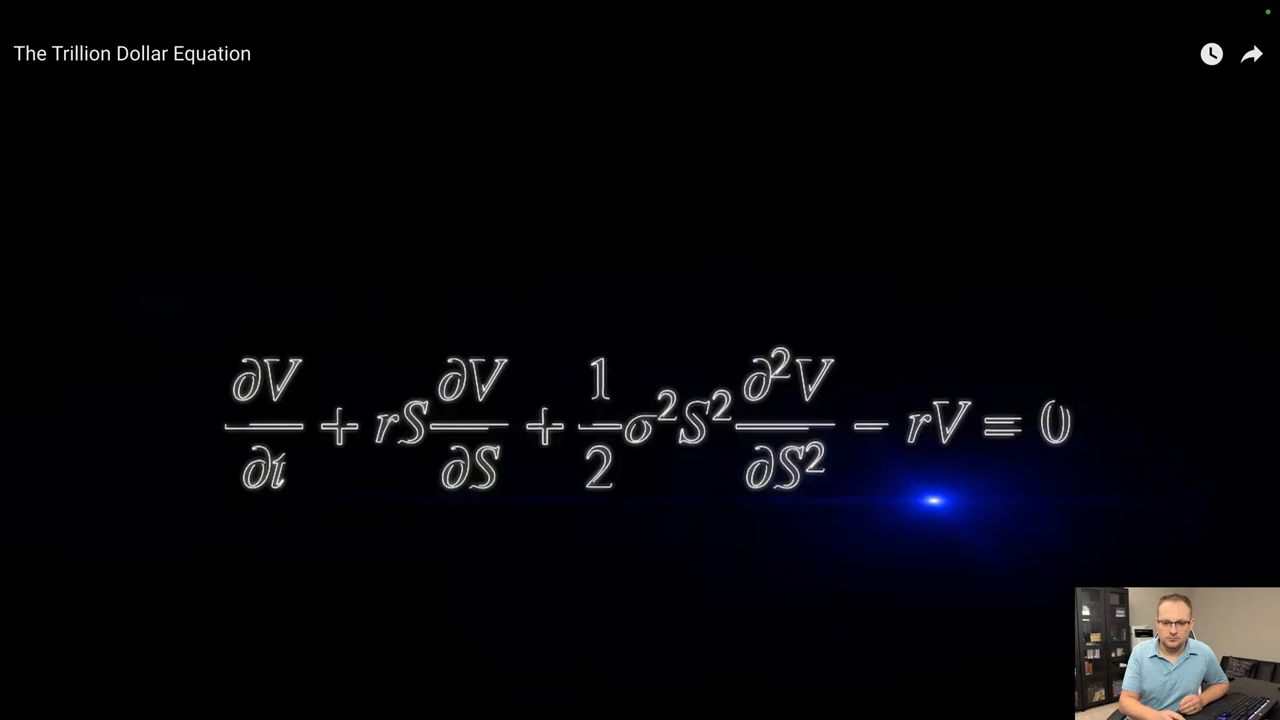 The Trillion Dollar Equation
∂V/∂t + rS ∂V/∂S + 1/2 σ²S² ∂²V/∂S² − rV = 0